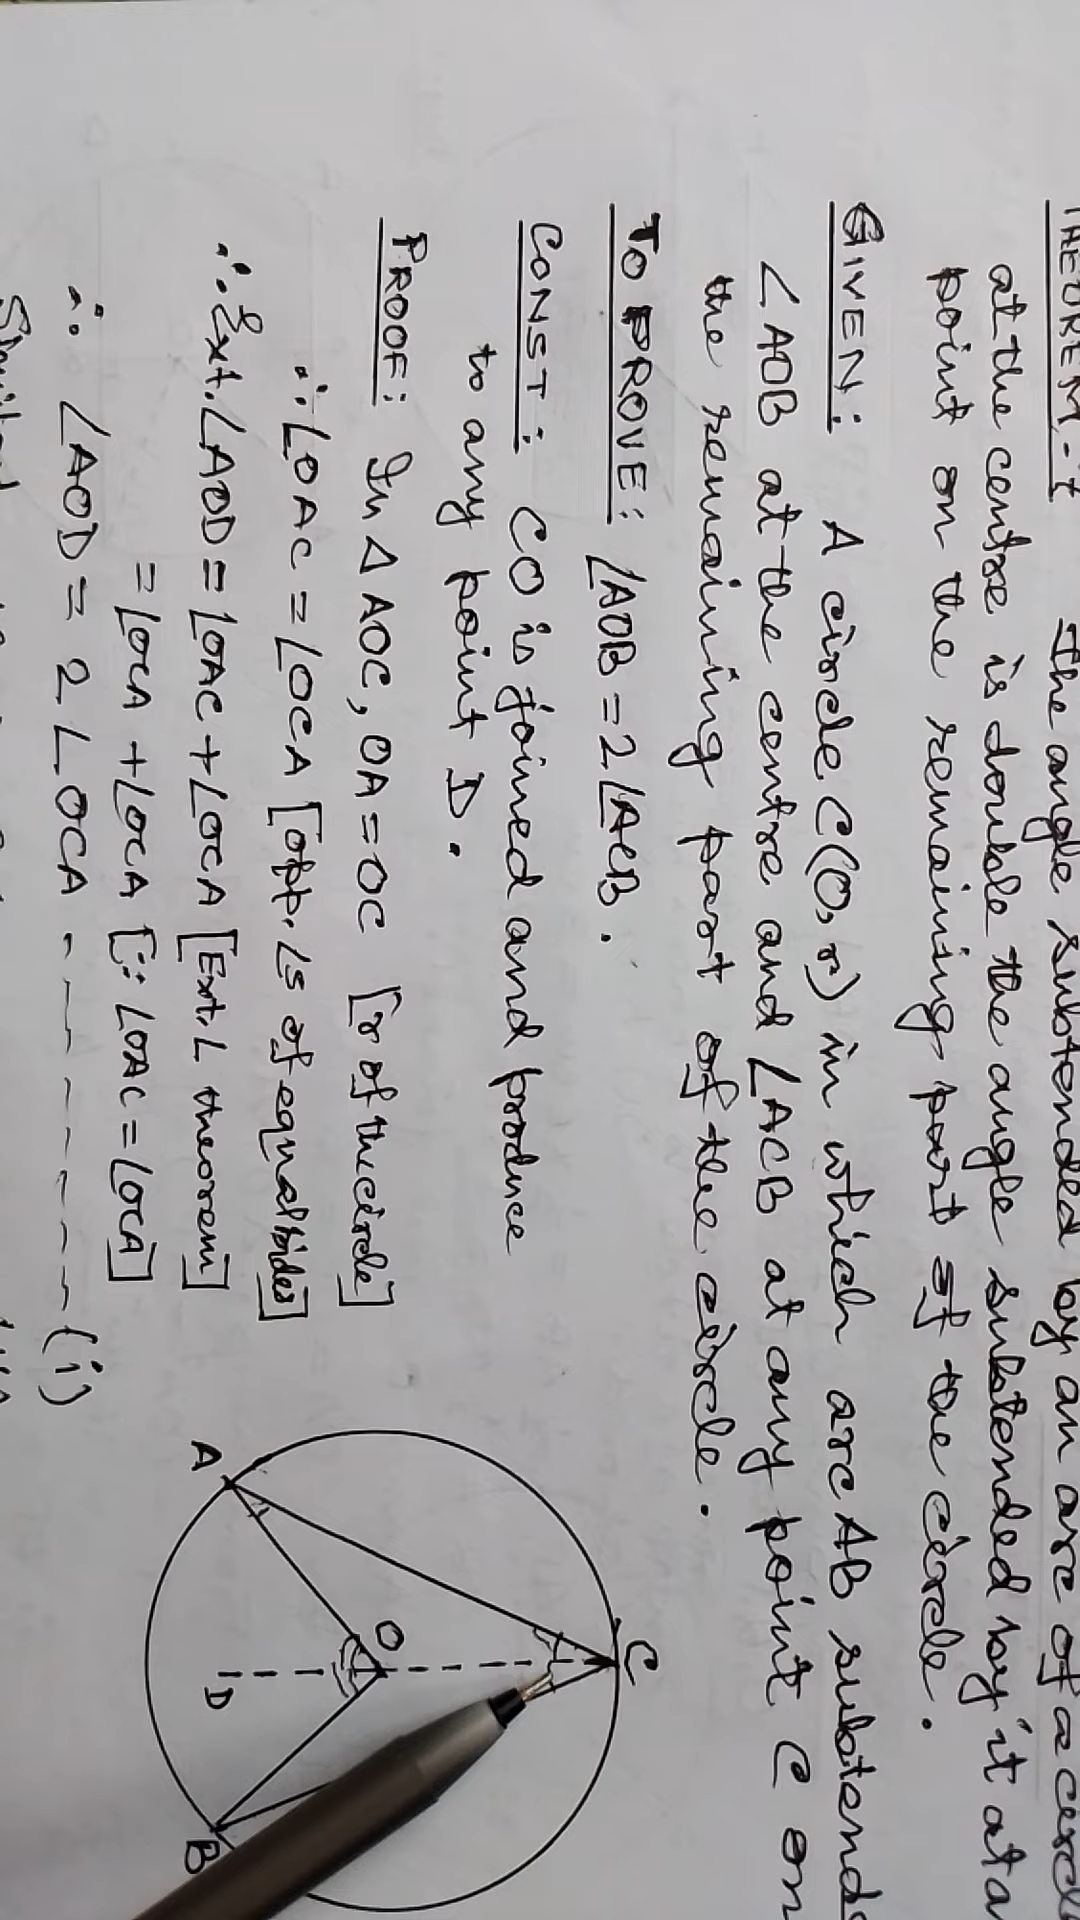 THEOREM-7 The angle subtended by an arc of a circle
at the centre is double the angle subtended by it at a
point on the remaining part of the circle.
GIVEN: A circle C(O, r) in which arc AB subtends
∠AOB at the centre and ∠ACB at any point C on
the remaining part of the circle.
TO PROVE: ∠AOB = 2∠ACB.
CONST: CO is joined and produce
to any point D.
PROOF: In Δ AOC, OA = OC [r of the circle]
∴ ∠OAC = ∠OCA [opp. ∠s of equal sides]
∴ Ext. ∠AOD = ∠OAC + ∠OCA [Ext. ∠ theorem]
= ∠OCA + ∠OCA [∵ ∠OAC = ∠OCA]
∴ ∠AOD = 2∠OCA - - - - - - - (i)
C
O
A
D
B